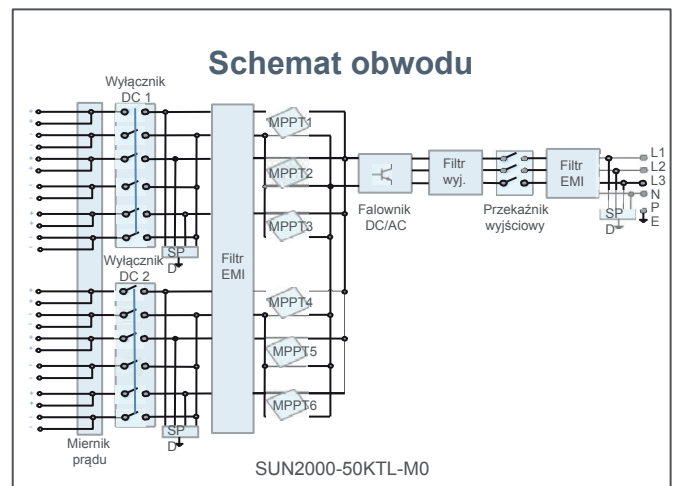 Schemat obwodu
Wyłącznik
DC 1
MPPT1
MPPT2
MPPT3
SP
D
Filtr
EMI
Falownik
DC/AC
Filtr
wyj.
Przekaźnik
wyjściowy
Filtr
EMI
L1
L2
L3
N
P
E
SP
D
Wyłącznik
DC 2
MPPT4
MPPT5
MPPT6
SP
D
Miernik
prądu
SUN2000-50KTL-M0